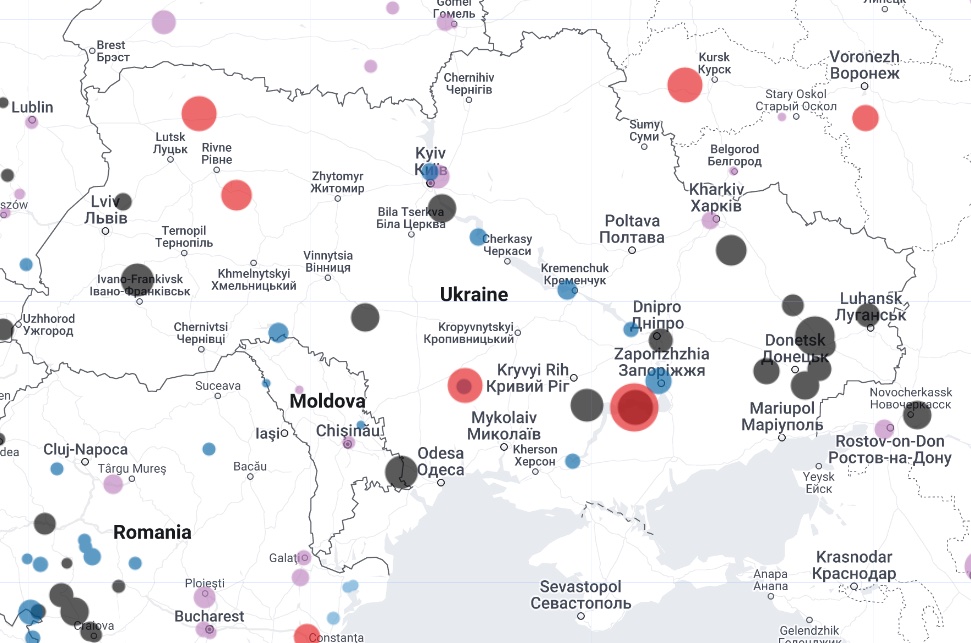 Липецк
Gomel
Гомель
Brest
Брэст
Kursk
Курск
Voronezh
Воронеж
Chernihiv
Чернігів
Stary Oskol
Старый Оскол
Lublin
Sumy
Суми
Lutsk
Луцьк
Rivne
Рівне
Kyiv
Київ
Belgorod
Белгород
Zhytomyr
Житомир
Kharkiv
Харків
szów
Lviv
Львів
Bila Tserkva
Біла Церква
Poltava
Полтава
Ternopil
Тернопіль
Cherkasy
Черкаси
Vinnytsia
Вінниця
Khmelnytskyi
Хмельницький
Kremenchuk
Кременчук
Ivano-Frankivsk
Івано-Франківськ
Ukraine
Luhansk
Луганськ
Dnipro
Дніпро
Uzhhorod
Ужгород
Chernivtsi
Чернівці
Kropyvnytskyi
Кропивницький
Donetsk
Донецьк
Zaporizhzhia
Запоріжжя
Kryvyi Rih
Кривий Ріг
Suceava
en
Novocherkassk
Новочеркасск
Moldova
Mariupol
Маріуполь
Mykolaiv
Миколаїв
Iași
Chișinău
Rostov-on-Don
Ростов-на-Дону
Cluj-Napoca
dea
Târgu Mureș
Bacău
Odesa
Одеса
Kherson
Херсон
Yeysk
Ейск
Romania
Galați
Krasnodar
Краснодар
Anapa
Анапа
Ploiești
Sevastopol
Севастополь
Bucharest
Craiova
Constanța
Gelendzhik
Геленджик